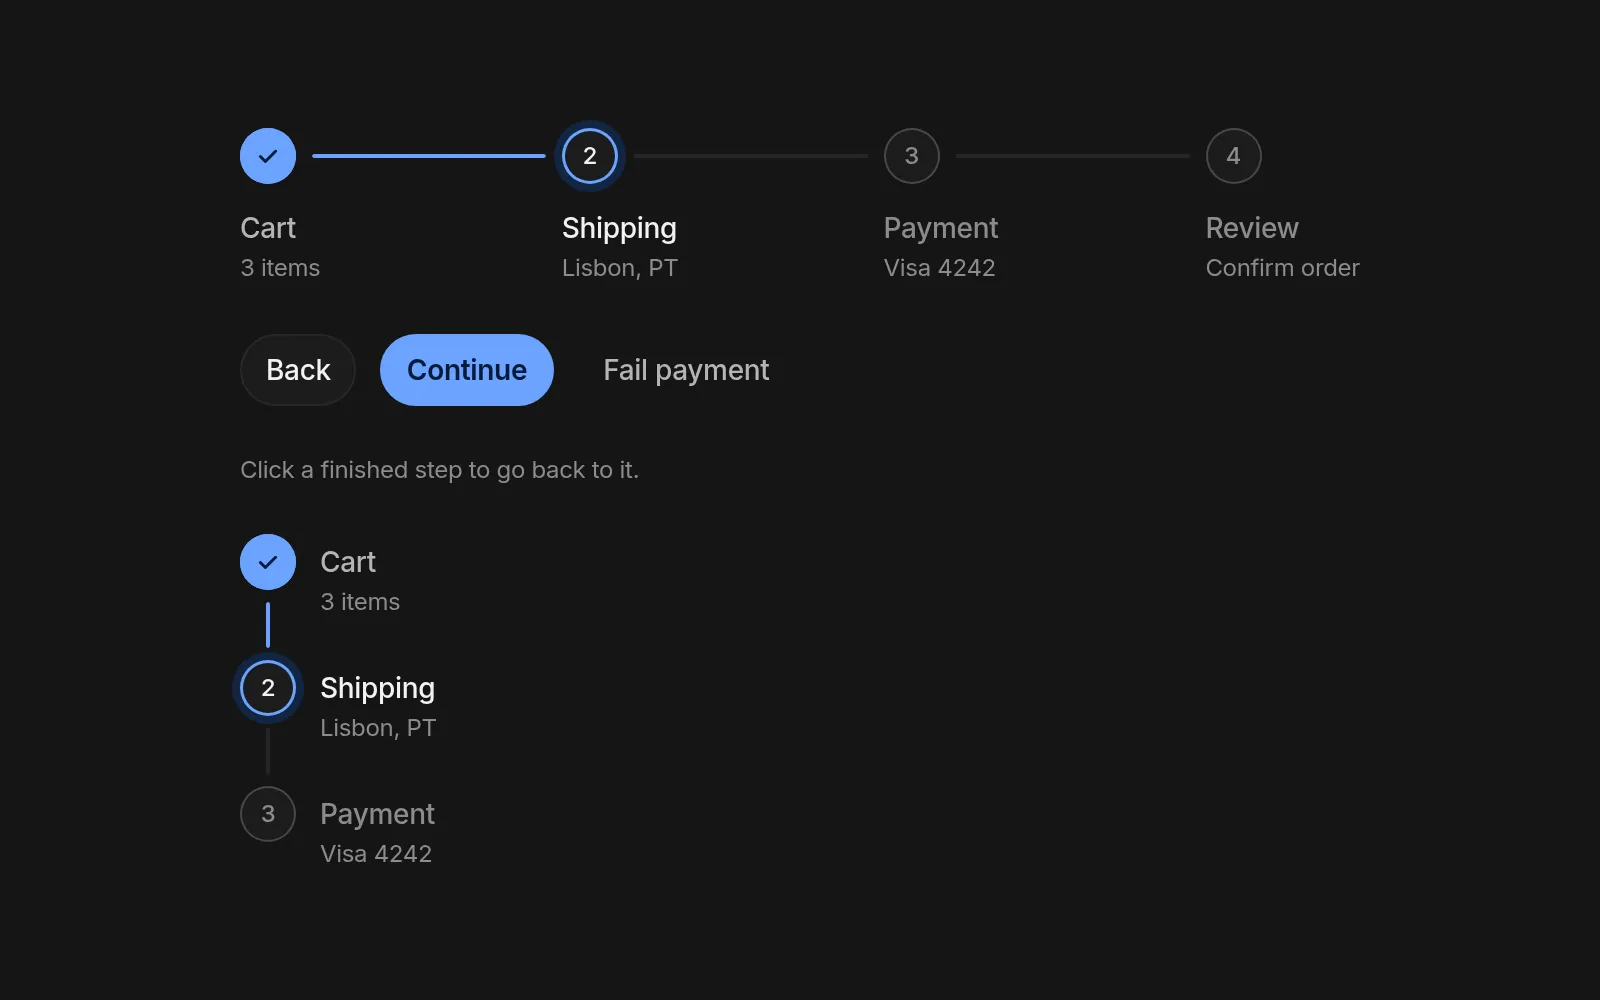 2
3
4
Cart
Shipping
Payment
Review
3 items
Lisbon, PT
Visa 4242
Confirm order
Back
Continue
Fail payment
Click a finished step to go back to it.
Cart
3 items
2
Shipping
Lisbon, PT
3
Payment
Visa 4242